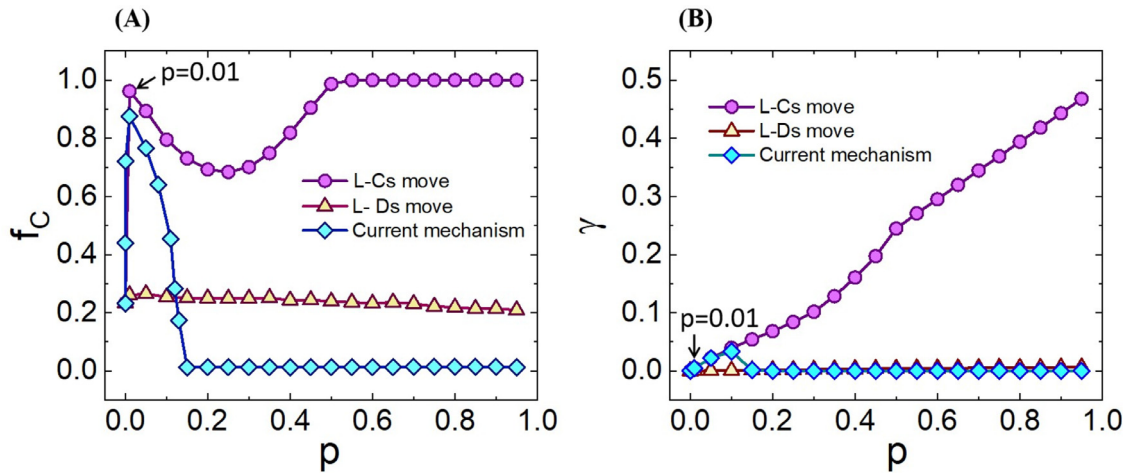 (A)
1.0
0.8
0.6
0.4
0.2
0.0
f_C
p=0.01
L-Cs move
L- Ds move
Current mechanism
0.0 0.2 0.4 0.6 0.8 1.0
p
(B)
0.5
0.4
0.3
0.2
0.1
0.0
γ
L-Cs move
L-Ds move
Current mechanism
p=0.01
0.0 0.2 0.4 0.6 0.8 1.0
p